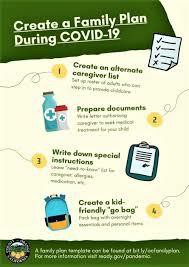 Create a Family Plan
During COVID-19
1
Create an alternate
caregiver list
Set up roster of adults who can
step in to provide childcare
2
Prepare documents
Write letter authorizing
caregiver to seek medical
treatment for your child
3
Write down special
instructions
Leave "need-to-know" list
for caregiver: allergies,
medication, etc.
4
Create a kid-
friendly "go bag"
Pack bag with overnight
essentials and personal items
A family plan template can be found at bit.ly/ocfamilyplan.
For more information visit ready.gov/pandemic.